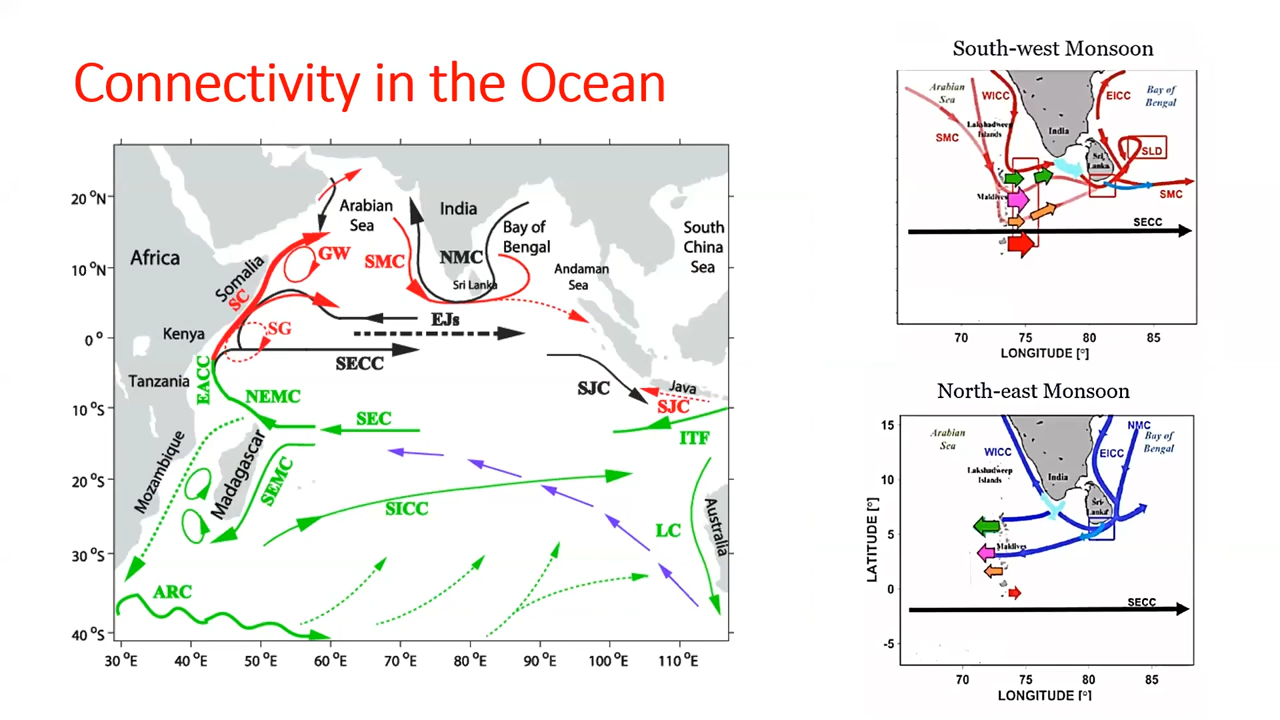 Connectivity in the Ocean
20 °N
10 °N
0 °
10 °S
20 °S
30 °S
40 °S
30 °E
40 °E
50 °E
60 °E
70 °E
80 °E
90 °E
100 °E
110 °E
Africa
Arabian
Sea
India
Bay of
Bengal
South
China
Sea
Andaman
Sea
Sri Lanka
Somalia
Kenya
Tanzania
Mozambique
Madagascar
Java
Australia
GW
SMC
NMC
SC
SG
EJs
SECC
EACC
NEMC
SEC
SJC
SJC
ITF
SEMC
SICC
LC
ARC
South-west Monsoon
Arabian
Sea
WICC
EICC
Bay of
Bengal
Lakshadweep
Islands
India
SMC
Sri
Lanka
SLD
Maldives
SMC
SECC
70
75
80
85
LONGITUDE [°]
North-east Monsoon
15
10
5
0
-5
LATITUDE [°]
Arabian
Sea
NMC
Bay of
Bengal
WICC
EICC
Lakshadweep
Islands
India
Sri
Lanka
Maldives
SECC
70
75
80
85
LONGITUDE [°]